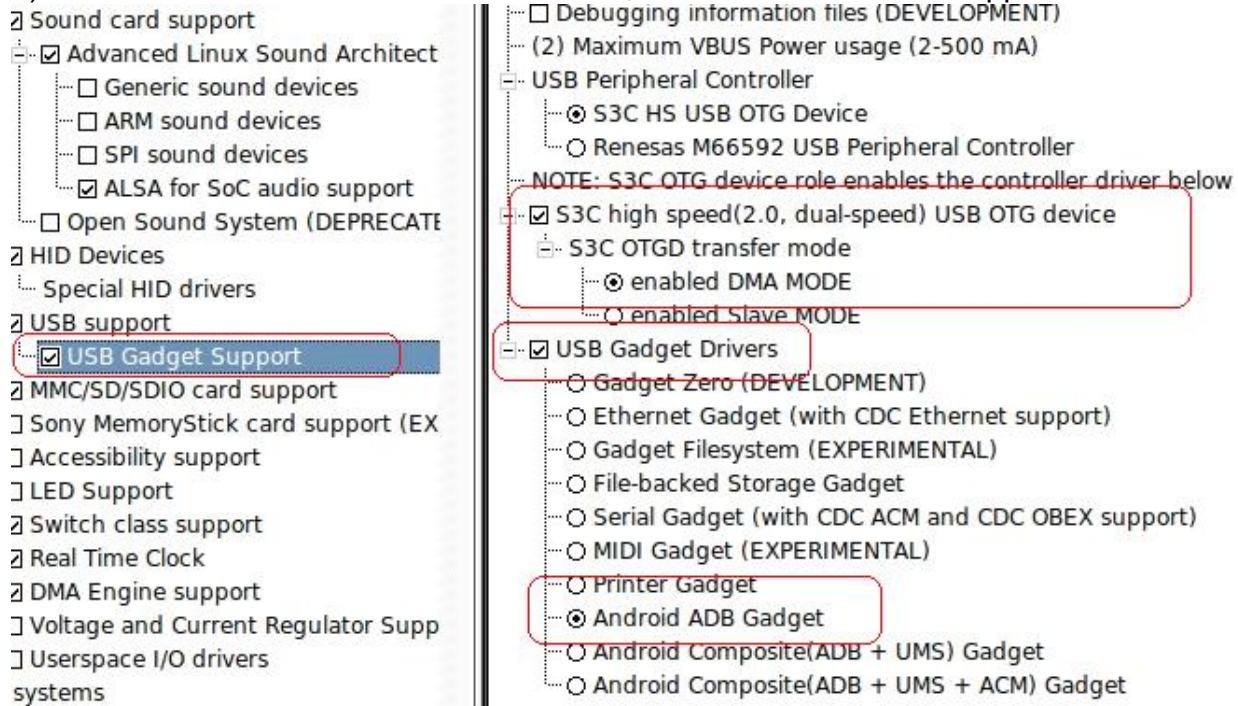 Sound card support
Advanced Linux Sound Architect
Generic sound devices
ARM sound devices
SPI sound devices
ALSA for SoC audio support
Open Sound System (DEPRECATE
HID Devices
Special HID drivers
USB support
USB Gadget Support
MMC/SD/SDIO card support
Sony MemoryStick card support (EX
Accessibility support
LED Support
Switch class support
Real Time Clock
DMA Engine support
Voltage and Current Regulator Supp
Userspace I/O drivers
systems
Debugging information files (DEVELOPMENT)
(2) Maximum VBUS Power usage (2-500 mA)
USB Peripheral Controller
S3C HS USB OTG Device
Renesas M66592 USB Peripheral Controller
NOTE: S3C OTG device role enables the controller driver below
S3C high speed(2.0, dual-speed) USB OTG device
S3C OTGD transfer mode
enabled DMA MODE
enabled Slave MODE
USB Gadget Drivers
Gadget Zero (DEVELOPMENT)
Ethernet Gadget (with CDC Ethernet support)
Gadget Filesystem (EXPERIMENTAL)
File-backed Storage Gadget
Serial Gadget (with CDC ACM and CDC OBEX support)
MIDI Gadget (EXPERIMENTAL)
Printer Gadget
Android ADB Gadget
Android Composite(ADB + UMS) Gadget
Android Composite(ADB + UMS + ACM) Gadget